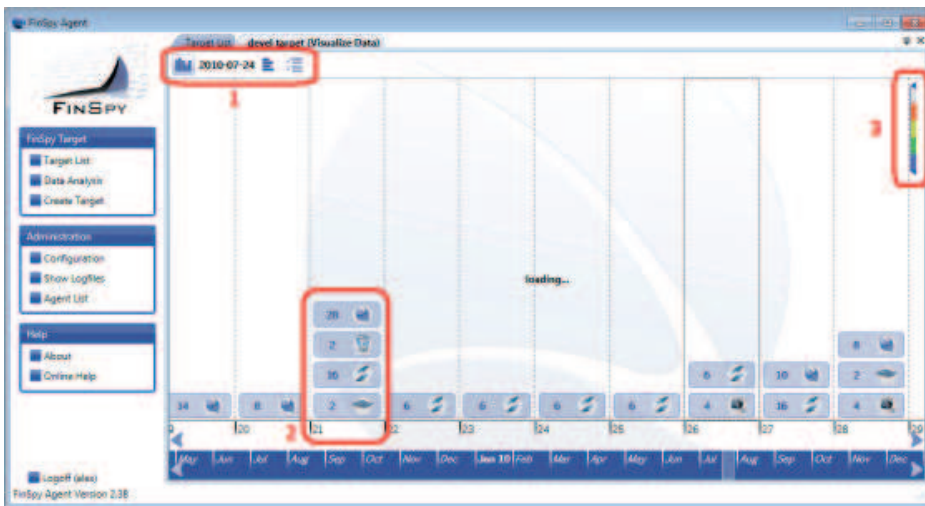 FinSpy Agent
Target List devel target (Visualize Data)
2010-07-24
1
FINSPY
3
FinSpy Target
Target List
Data Analysis
Create Target
Administration
Configuration
Show Logfiles
Agent List
loading...
28
2
Help
8
About
16
6
10
2
Online Help
14
8
2
6
6
6
6
4
16
4
2
20
21
22
23
24
25
26
27
28
29
May Jun Jul Aug Sep Oct Nov Dec Jan 10 Feb Mar Apr May Jun Jul Aug Sep Oct Nov Dec
Logoff (alex)
FinSpy Agent Version 2.38